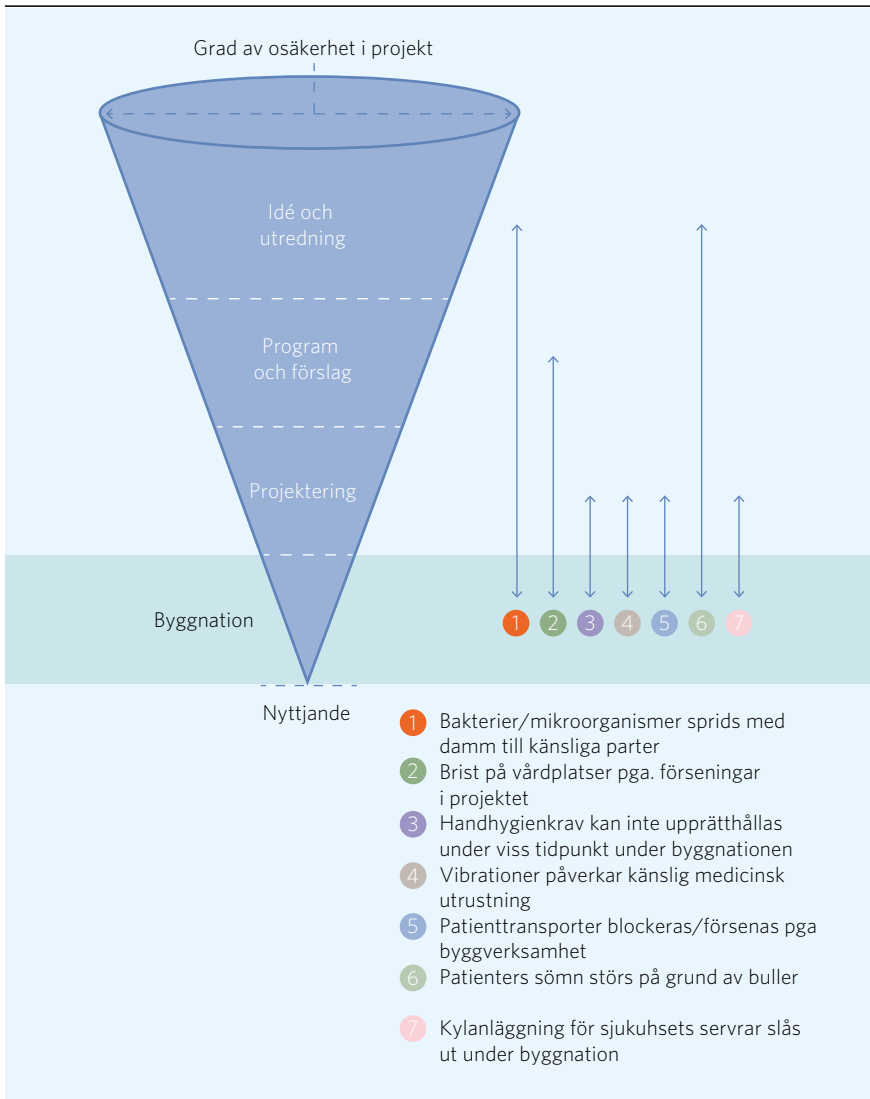 Grad av osäkerhet i projekt
Idé och
utredning
Program
och förslag
Projektering
Byggnation
1 2 3 4 5 6 7
Nyttjande
1 Bakterier/mikroorganismer sprids med
damm till känsliga parter
2 Brist på vårdplatser pga. förseningar
i projektet
3 Handhygienkrav kan inte upprätthållas
under viss tidpunkt under byggnationen
4 Vibrationer påverkar känslig medicinsk
utrustning
5 Patienttransporter blockeras/försenas pga
byggverksamhet
6 Patienters sömn störs på grund av buller
7 Kylanläggning för sjukuhsets servrar slås
ut under byggnation